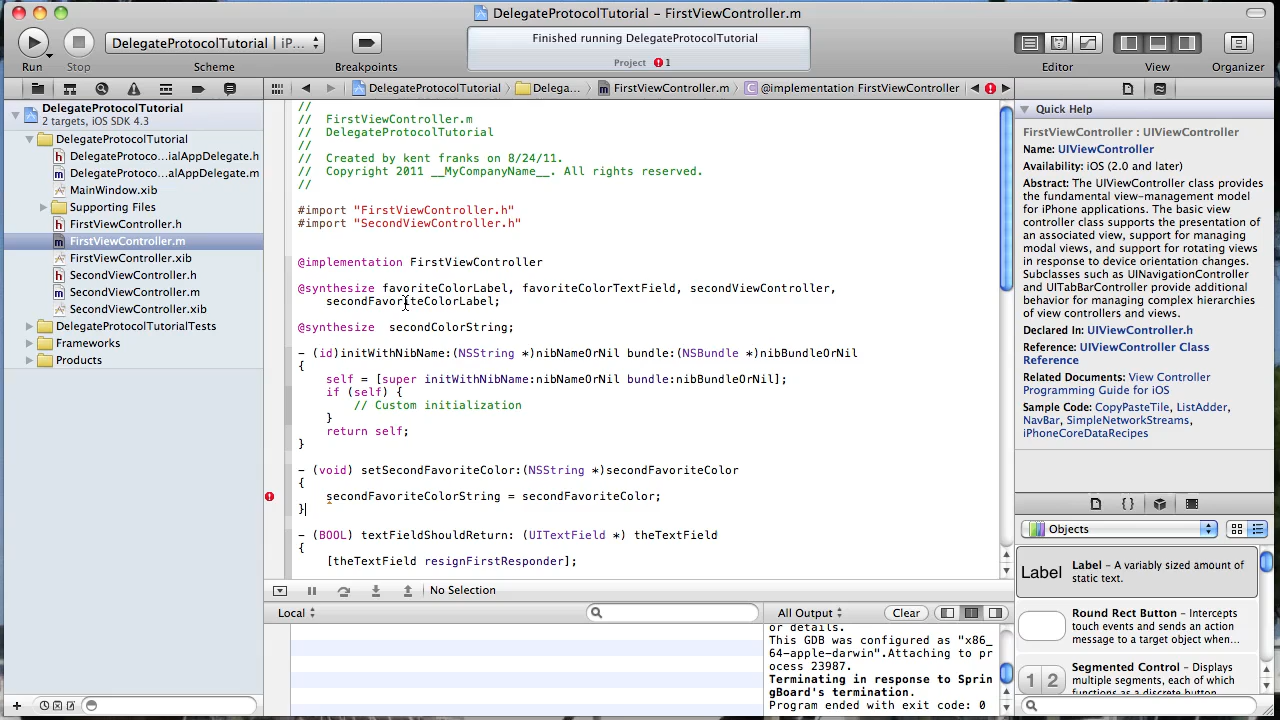 DelegateProtocolTutorial – FirstViewController.m
Run
Stop
DelegateProtocolTutorial | iP...
Scheme
Breakpoints
Finished running DelegateProtocolTutorial
Project 1
Editor
View
Organizer
DelegateProtocolTutorial
Delega...
FirstViewController.m
@implementation FirstViewController
DelegateProtocolTutorial
2 targets, iOS SDK 4.3
DelegateProtocolTutorial
DelegateProtoco...ialAppDelegate.h
DelegateProtoco...ialAppDelegate.m
MainWindow.xib
Supporting Files
FirstViewController.h
FirstViewController.m
FirstViewController.xib
SecondViewController.h
SecondViewController.m
SecondViewController.xib
DelegateProtocolTutorialTests
Frameworks
Products
//
// FirstViewController.m
// DelegateProtocolTutorial
//
// Created by kent franks on 8/24/11.
// Copyright 2011 __MyCompanyName__. All rights reserved.
//
#import "FirstViewController.h"
#import "SecondViewController.h"
@implementation FirstViewController
@synthesize favoriteColorLabel, favoriteColorTextField, secondViewController,
secondFavoriteColorLabel;
@synthesize  secondColorString;
- (id)initWithNibName:(NSString *)nibNameOrNil bundle:(NSBundle *)nibBundleOrNil
{
self = [super initWithNibName:nibNameOrNil bundle:nibBundleOrNil];
if (self) {
// Custom initialization
}
return self;
}
- (void) setSecondFavoriteColor:(NSString *)secondFavoriteColor
{
secondFavoriteColorString = secondFavoriteColor;
}
- (BOOL) textFieldShouldReturn: (UITextField *) theTextField
{
[theTextField resignFirstResponder];
No Selection
Local
All Output
Clear
or details.
This GDB was configured as "x86_
64-apple-darwin".Attaching to pr
ocess 23987.
Terminating in response to Sprin
gBoard's termination.
Program ended with exit code: 0
Quick Help
FirstViewController : UIViewController
Name: UIViewController
Availability: iOS (2.0 and later)
Abstract: The UIViewController class provides
the fundamental view-management model
for iPhone applications. The basic view
controller class supports the presentation of
an associated view, support for managing
modal views, and support for rotating views
in response to device orientation changes.
Subclasses such as UINavigationController
and UITabBarController provide additional
behavior for managing complex hierarchies
of view controllers and views.
Declared In: UIViewController.h
Reference: UIViewController Class
Reference
Related Documents: View Controller
Programming Guide for iOS
Sample Code: CopyPasteTile, ListAdder,
NavBar, SimpleNetworkStreams,
iPhoneCoreDataRecipes
{ }
Objects
Label
Label – A variably sized amount of
static text.
Round Rect Button – Intercepts
touch events and sends an action
message to a target object when...
1 2
Segmented Control – Displays
multiple segments, each of which
functions as a discrete button.